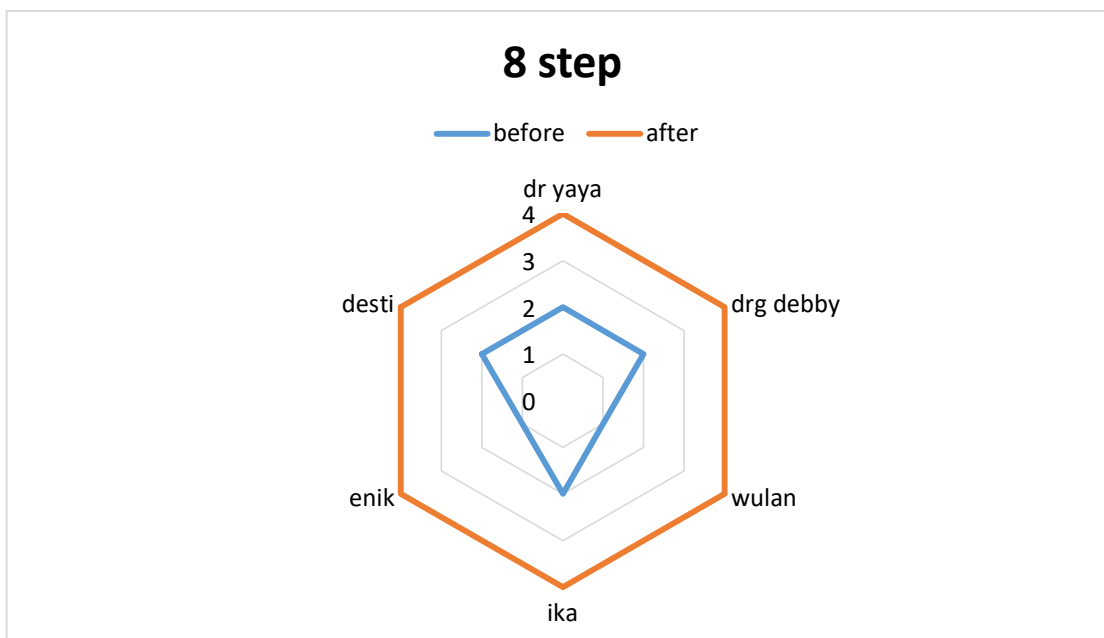 8 step
before after
dr yaya
4
3
desti drg debby
2
1
0
enik wulan
ika